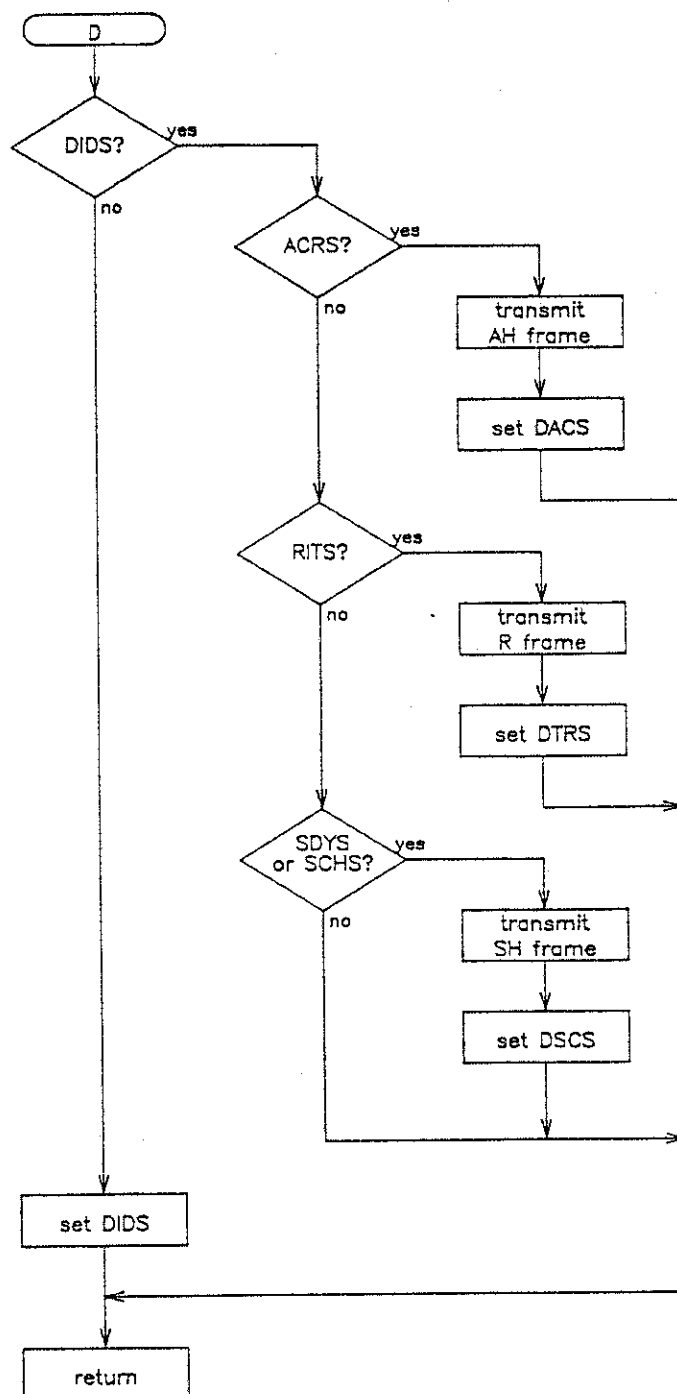 D
DIDS?
yes
no
ACRS?
yes
no
transmit
AH frame
set DACS
RITS?
yes
no
transmit
R frame
set DTRS
SDYS
or SCHS?
yes
no
transmit
SH frame
set DSCS
set DIDS
return